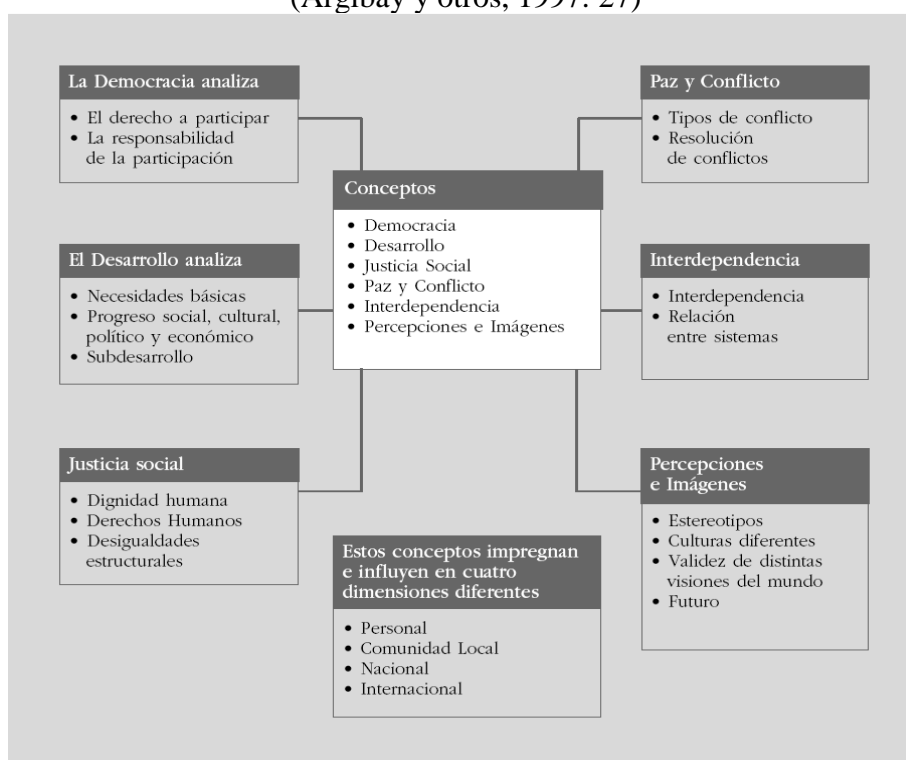 (Argibay y otros, 1997: 27)
La Democracia analiza
• El derecho a participar
• La responsabilidad
de la participación
Paz y Conflicto
• Tipos de conflicto
• Resolución
de conflictos
Conceptos
• Democracia
• Desarrollo
• Justicia Social
• Paz y Conflicto
• Interdependencia
• Percepciones e Imágenes
El Desarrollo analiza
• Necesidades básicas
• Progreso social, cultural,
político y económico
• Subdesarrollo
Interdependencia
• Interdependencia
• Relación
entre sistemas
Justicia social
• Dignidad humana
• Derechos Humanos
• Desigualdades
estructurales
Percepciones
e Imágenes
• Estereotipos
• Culturas diferentes
• Validez de distintas
visiones del mundo
• Futuro
Estos conceptos impregnan
e influyen en cuatro
dimensiones diferentes
• Personal
• Comunidad Local
• Nacional
• Internacional